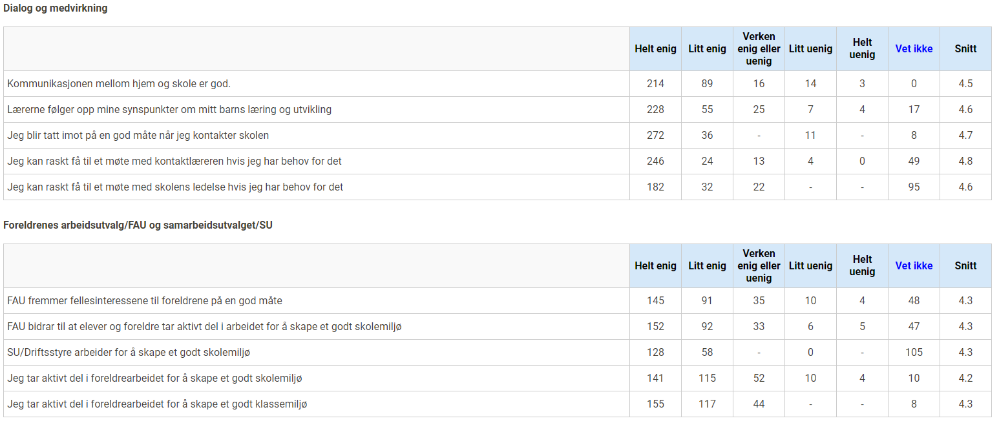 Dialog og medvirkning
Helt enig Litt enig Verken enig eller uenig Litt uenig Helt uenig Vet ikke Snitt
Kommunikasjonen mellom hjem og skole er god. 214 89 16 14 3 0 4.5
Lærerne følger opp mine synspunkter om mitt barns læring og utvikling 228 55 25 7 4 17 4.6
Jeg blir tatt imot på en god måte når jeg kontakter skolen 272 36 - 11 - 8 4.7
Jeg kan raskt få til et møte med kontaktlæreren hvis jeg har behov for det 246 24 13 4 0 49 4.8
Jeg kan raskt få til et møte med skolens ledelse hvis jeg har behov for det 182 32 22 - - 95 4.6
Foreldrenes arbeidsutvalg/FAU og samarbeidsutvalget/SU
Helt enig Litt enig Verken enig eller uenig Litt uenig Helt uenig Vet ikke Snitt
FAU fremmer fellesinteressene til foreldrene på en god måte 145 91 35 10 4 48 4.3
FAU bidrar til at elever og foreldre tar aktivt del i arbeidet for å skape et godt skolemiljø 152 92 33 6 5 47 4.3
SU/Driftsstyre arbeider for å skape et godt skolemiljø 128 58 - 0 - 105 4.3
Jeg tar aktivt del i foreldrearbeidet for å skape et godt skolemiljø 141 115 52 10 4 10 4.2
Jeg tar aktivt del i foreldrearbeidet for å skape et godt klassemiljø 155 117 44 - - 8 4.3